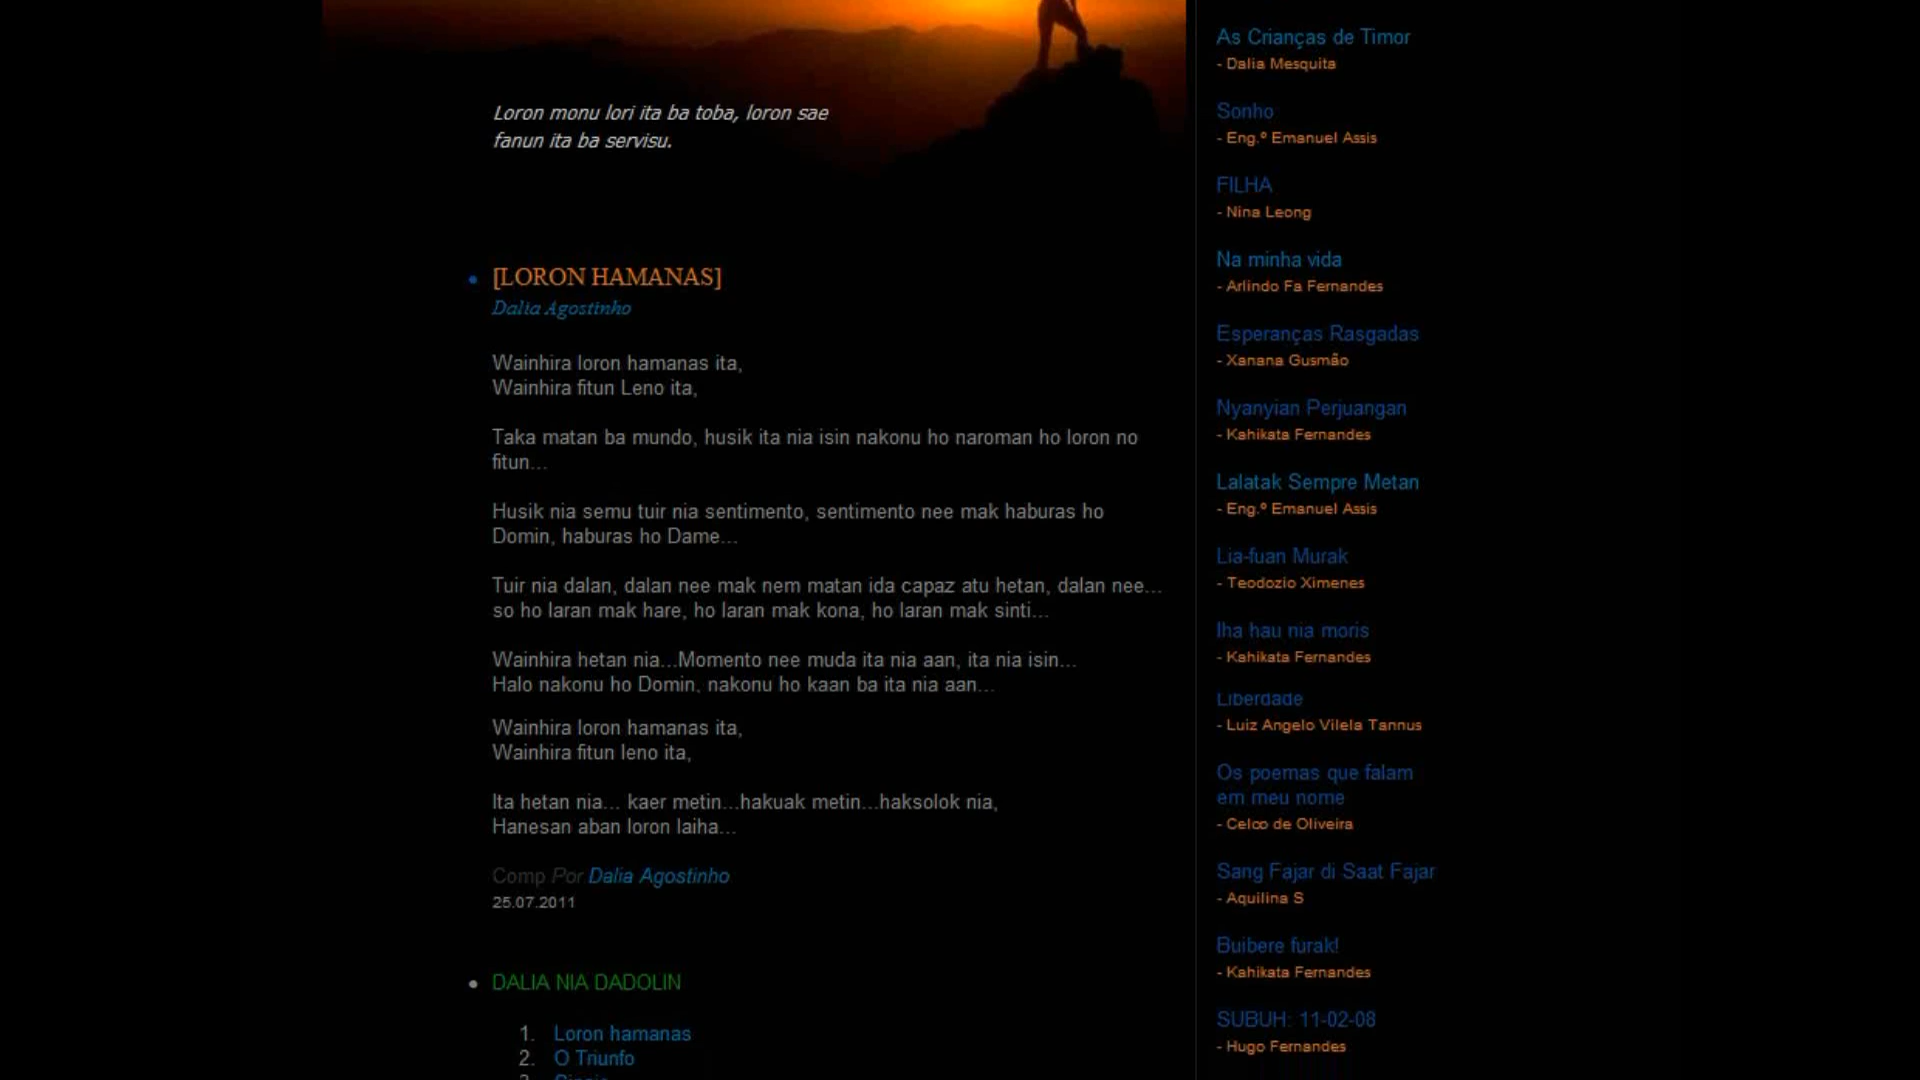 Loron monu lori ita ba toba, loron sae
fanun ita ba servisu.
[LORON HAMANAS]
Dalia Agostinho
Wainhira loron hamanas ita,
Wainhira fitun Leno ita,
Taka matan ba mundo, husik ita nia isin nakonu ho naroman ho loron no
fitun...
Husik nia semu tuir nia sentimento, sentimento nee mak haburas ho
Domin, haburas ho Dame...
Tuir nia dalan, dalan nee mak nem matan ida capaz atu hetan, dalan nee...
so ho laran mak hare, ho laran mak kona, ho laran mak sinti...
Wainhira hetan nia...Momento nee muda ita nia aan, ita nia isin...
Halo nakonu ho Domin, nakonu ho kaan ba ita nia aan...
Wainhira loron hamanas ita,
Wainhira fitun leno ita,
Ita hetan nia... kaer metin...hakuak metin...haksolok nia,
Hanesan aban loron laiha...
Comp Por Dalia Agostinho
25.07.2011
DALIA NIA DADOLIN
1. Loron hamanas
2. O Triunfo
As Crianças de Timor
- Dalia Mesquita
Sonho
- Eng.º Emanuel Assis
FILHA
- Nina Leong
Na minha vida
- Arlindo Fa Fernandes
Esperanças Rasgadas
- Xanana Gusmão
Nyanyian Perjuangan
- Kahikata Fernandes
Lalatak Sempre Metan
- Eng.º Emanuel Assis
Lia-fuan Murak
- Teodozio Ximenes
Iha hau nia moris
- Kahikata Fernandes
Liberdade
- Luiz Angelo Vilela Tannus
Os poemas que falam
em meu nome
- Celso de Oliveira
Sang Fajar di Saat Fajar
- Aquilina S
Buibere furak!
- Kahikata Fernandes
SUBUH: 11-02-08
- Hugo Fernandes